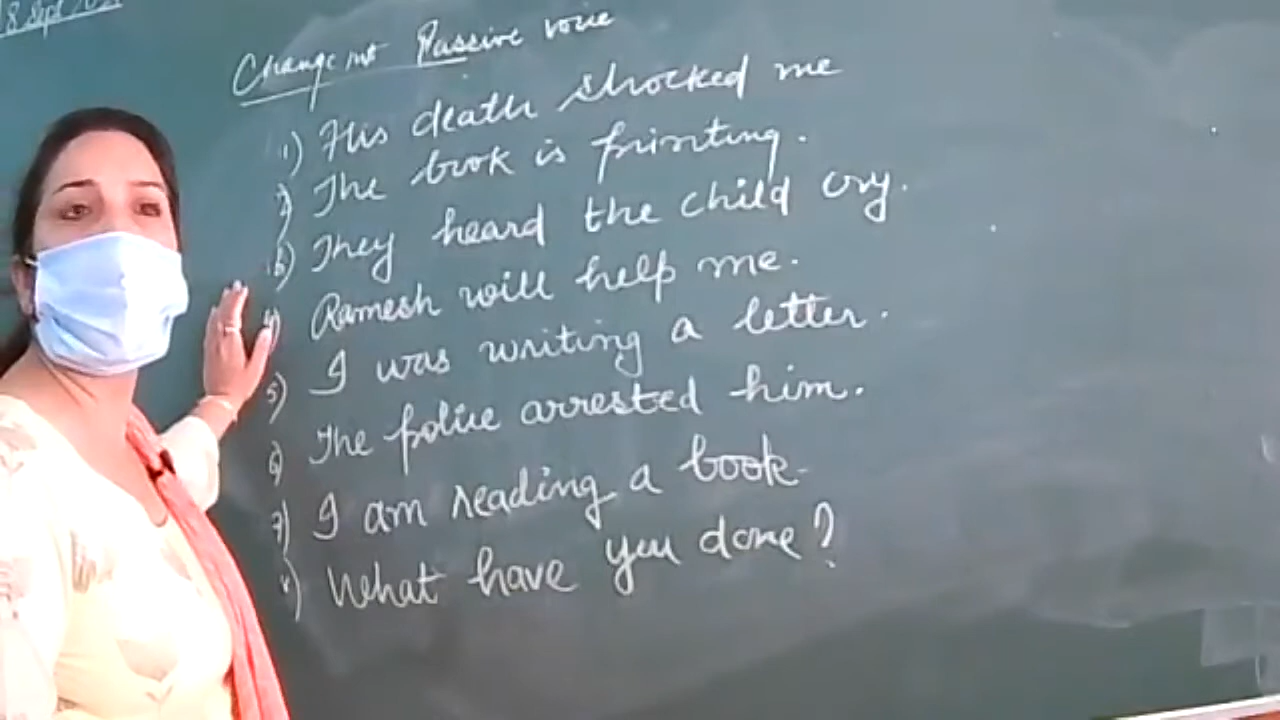 8 Sept
Change into Passive voice
1) His death shocked me
2) The book is printing.
3) They heard the child cry.
4) Ramesh will help me.
5) I was writing a letter.
6) The police arrested him.
7) I am reading a book.
8) What have you done?